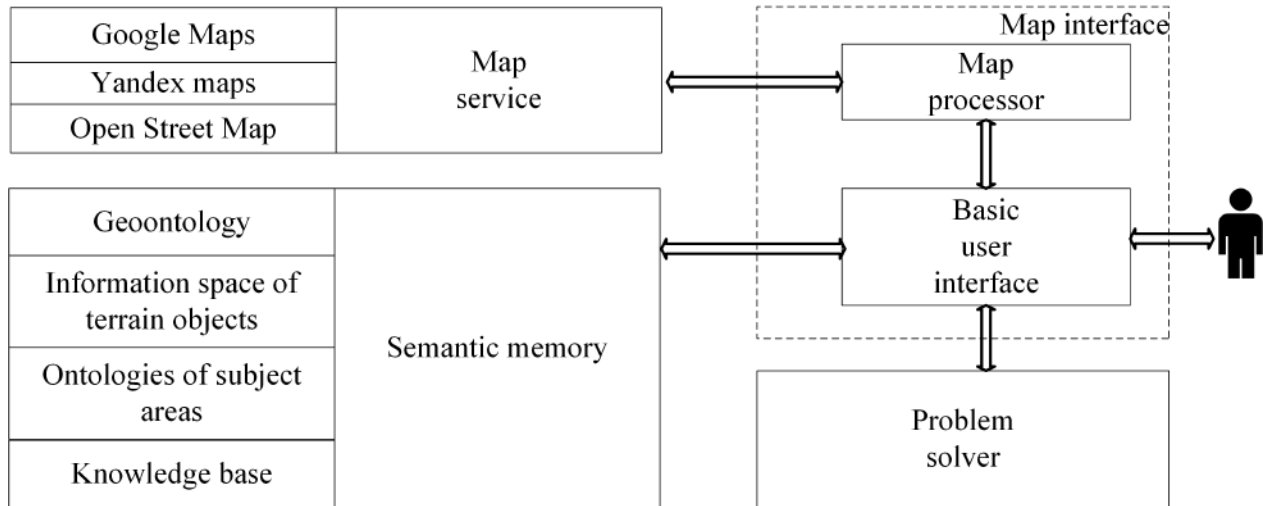 Google Maps
Yandex maps
Open Street Map
Map
service
Map interface
Map
processor
Geoontology
Information space of
terrain objects
Ontologies of subject
areas
Knowledge base
Semantic memory
Basic
user
interface
Problem
solver